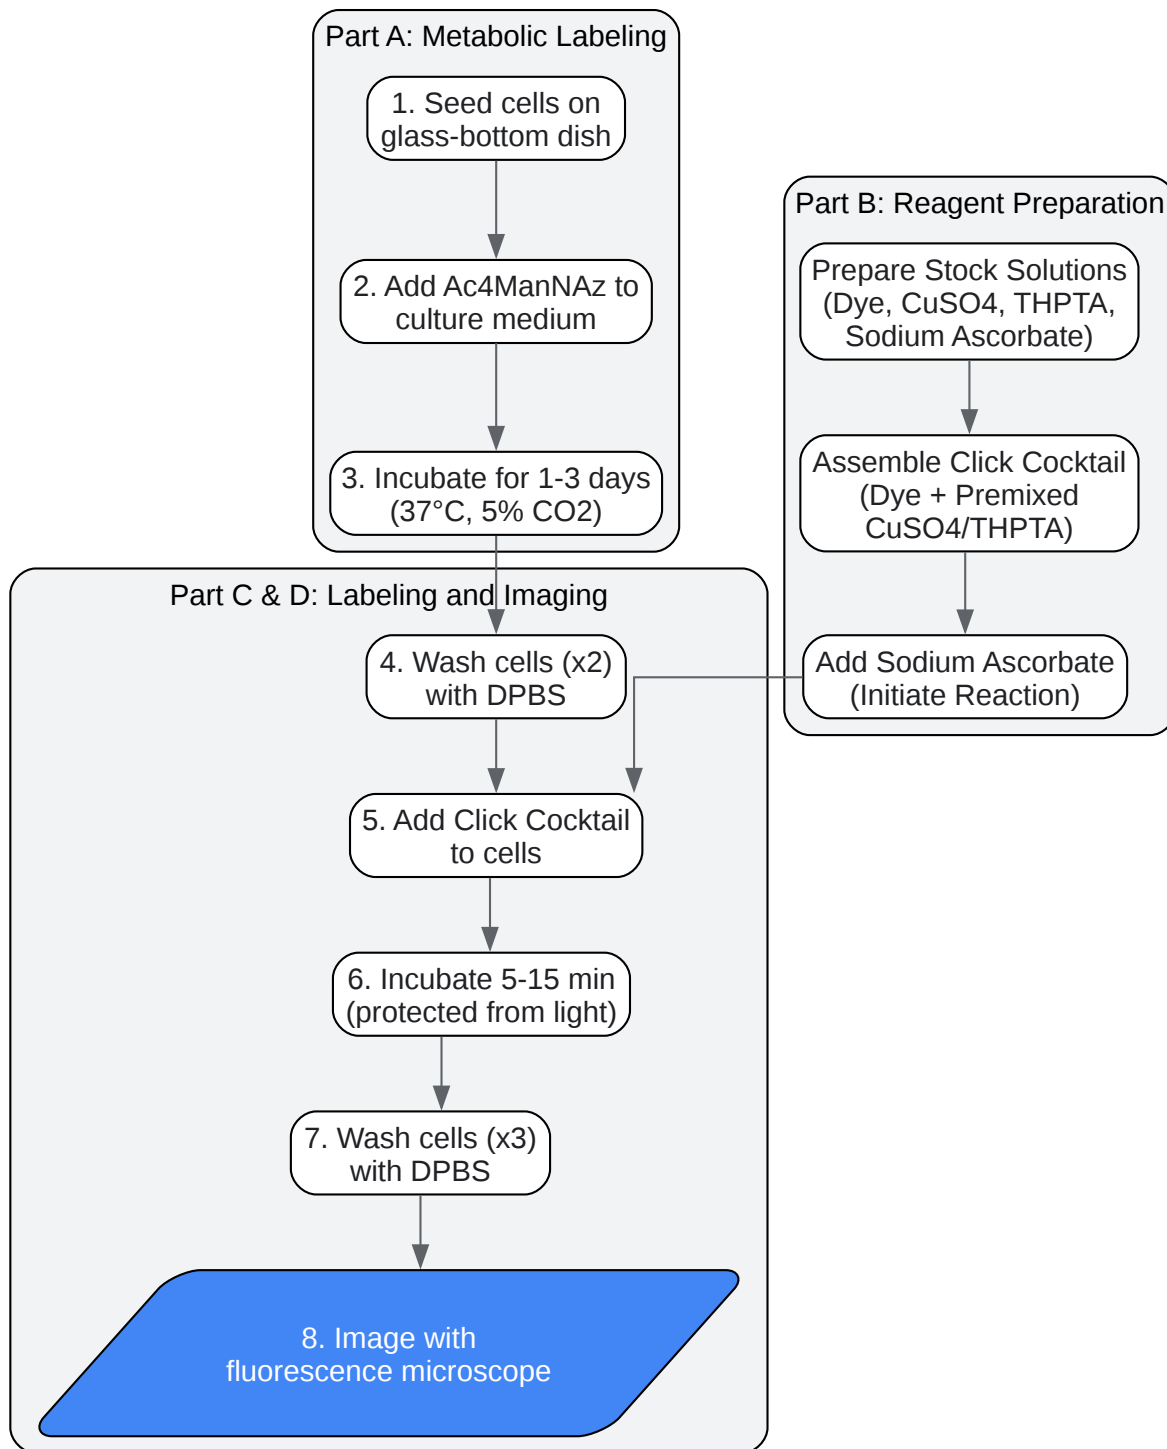 Part A: Metabolic Labeling
1. Seed cells on
glass-bottom dish
2. Add Ac4ManNAz to
culture medium
3. Incubate for 1-3 days
(37°C, 5% CO2)
Part B: Reagent Preparation
Prepare Stock Solutions
(Dye, CuSO4, THPTA,
Sodium Ascorbate)
Assemble Click Cocktail
(Dye + Premixed
CuSO4/THPTA)
Add Sodium Ascorbate
(Initiate Reaction)
Part C & D: Labeling and Imaging
4. Wash cells (x2)
with DPBS
5. Add Click Cocktail
to cells
6. Incubate 5-15 min
(protected from light)
7. Wash cells (x3)
with DPBS
8. Image with
fluorescence microscope